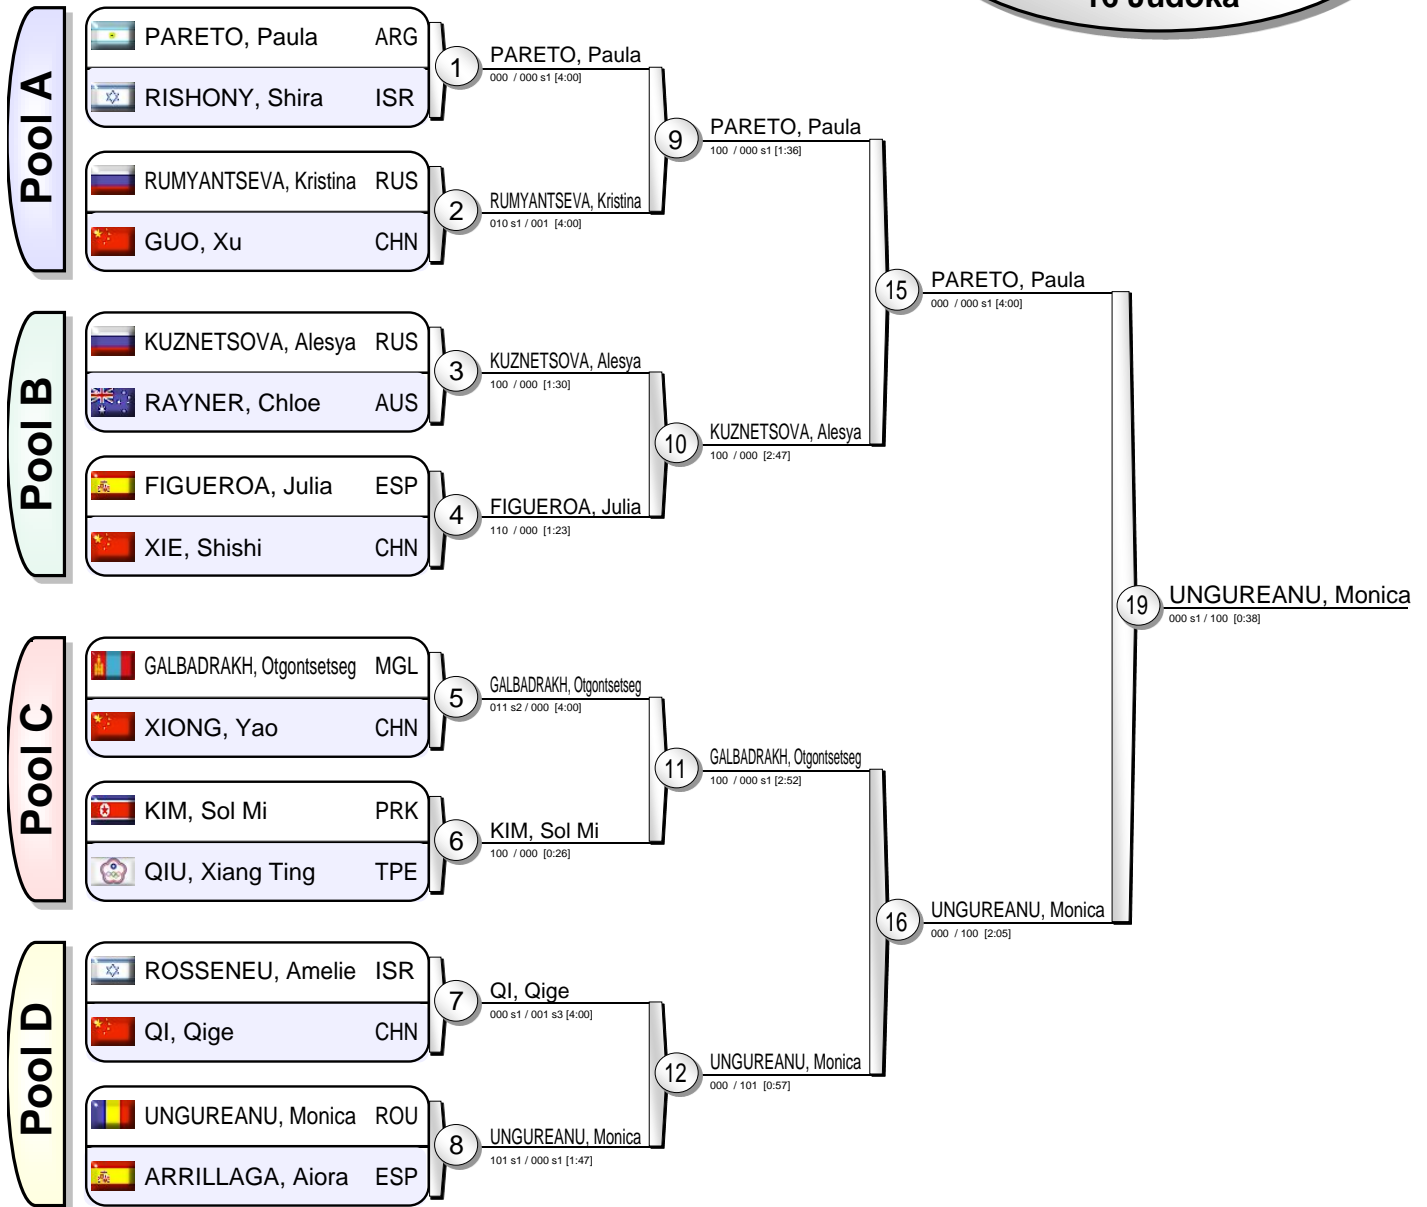 16 Judoka
Pool A
PARETO, Paula ARG
RISHONY, Shira ISR
RUMYANTSEVA, Kristina RUS
GUO, Xu CHN
Pool B
KUZNETSOVA, Alesya RUS
RAYNER, Chloe AUS
FIGUEROA, Julia ESP
XIE, Shishi CHN
Pool C
GALBADRAKH, Otgontsetseg MGL
XIONG, Yao CHN
KIM, Sol Mi PRK
QIU, Xiang Ting TPE
Pool D
ROSSENEU, Amelie ISR
QI, Qige CHN
UNGUREANU, Monica ROU
ARRILLAGA, Aiora ESP
1 PARETO, Paula
000 / 000 s1 [4:00]
2 RUMYANTSEVA, Kristina
010 s1 / 001 [4:00]
3 KUZNETSOVA, Alesya
100 / 000 [1:30]
4 FIGUEROA, Julia
110 / 000 [1:23]
5 GALBADRAKH, Otgontsetseg
011 s2 / 000 [4:00]
6 KIM, Sol Mi
100 / 000 [0:26]
7 QI, Qige
000 s1 / 001 s3 [4:00]
8 UNGUREANU, Monica
101 s1 / 000 s1 [1:47]
9 PARETO, Paula
100 / 000 s1 [1:36]
10 KUZNETSOVA, Alesya
100 / 000 [2:47]
11 GALBADRAKH, Otgontsetseg
100 / 000 s1 [2:52]
12 UNGUREANU, Monica
000 / 101 [0:57]
15 PARETO, Paula
000 / 000 s1 [4:00]
16 UNGUREANU, Monica
000 / 100 [2:05]
19 UNGUREANU, Monica
000 s1 / 100 [0:38]